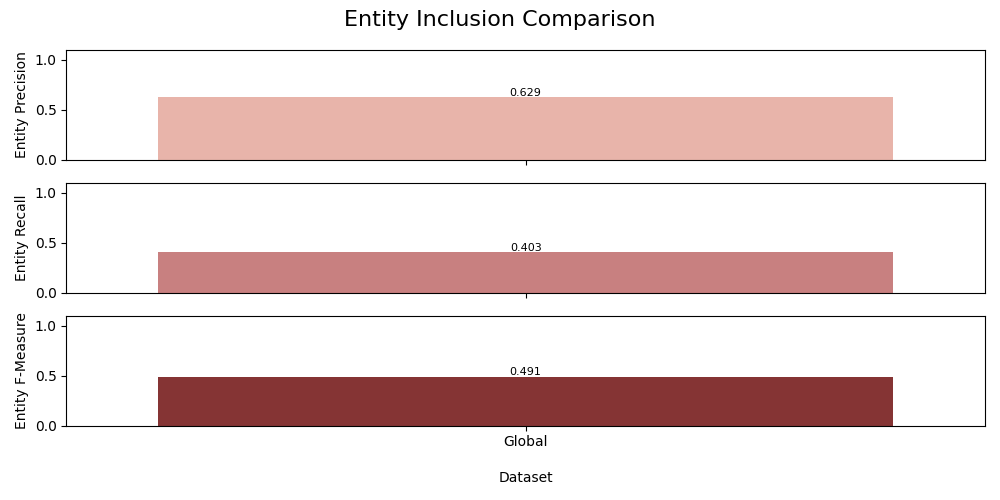 Entity Inclusion Comparison
Entity Precision
1.0
0.5
0.0
0.629
Entity Recall
1.0
0.5
0.0
0.403
Entity F-Measure
1.0
0.5
0.0
0.491
Global
Dataset